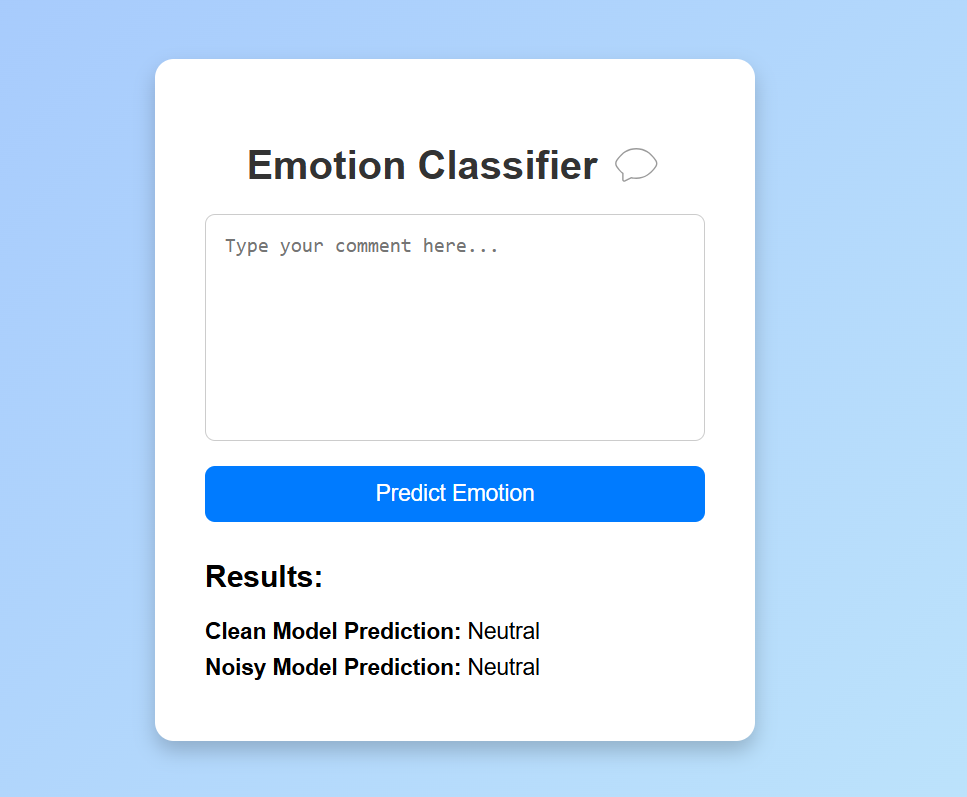 Emotion Classifier
Type your comment here...
Predict Emotion
Results:
Clean Model Prediction: Neutral
Noisy Model Prediction: Neutral